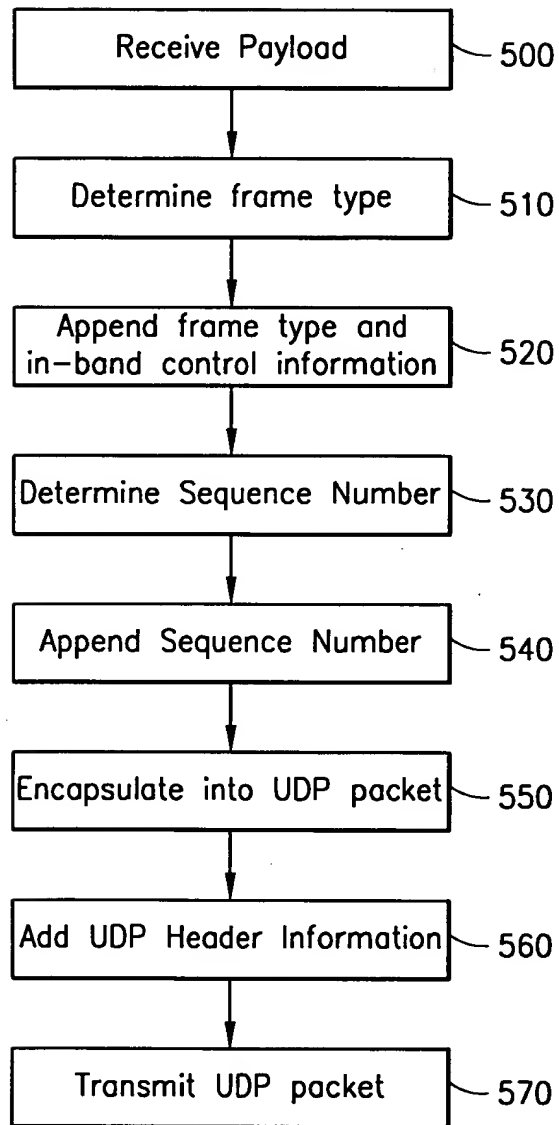 Receive Payload
500
Determine frame type
510
Append frame type and
in-band control information
520
Determine Sequence Number
530
Append Sequence Number
540
Encapsulate into UDP packet
550
Add UDP Header Information
560
Transmit UDP packet
570